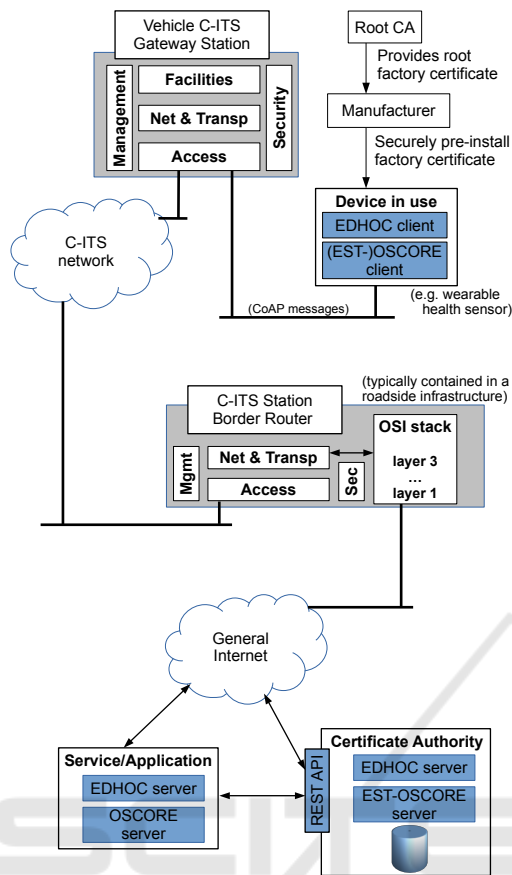 Vehicle C-ITS
Gateway Station
Management
Facilities
Net & Transp
Access
Security
Root CA
Provides root
factory certificate
Manufacturer
Securely pre-install
factory certificate
Device in use
EDHOC client
(EST-)OSCORE
client
(e.g. wearable
health sensor)
(CoAP messages)
C-ITS
network
C-ITS Station
Border Router
(typically contained in a
roadside infrastructure)
Mgmt
Net & Transp
Access
Sec
OSI stack
layer 3
...
layer 1
General
Internet
Service/Application
EDHOC server
OSCORE
server
REST API
Certificate Authority
EDHOC server
EST-OSCORE
server
SCITE